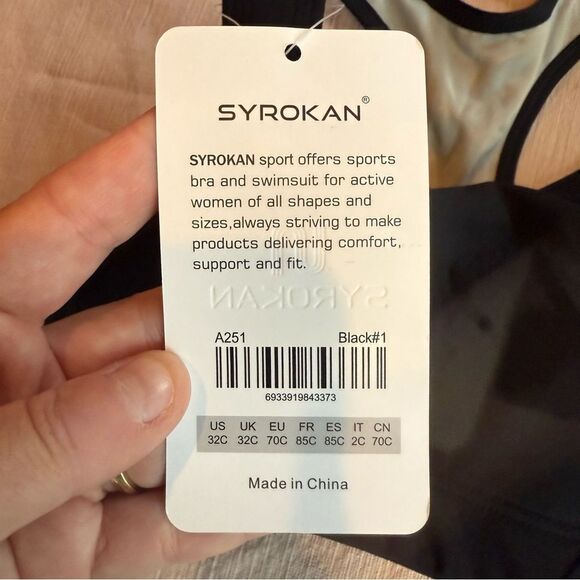 SYROKAN®
SYROKAN sport offers sports
bra and swimsuit for active
women of all shapes and
sizes,always striving to make
products delivering comfort,
support and fit.
SYROKAN
A251 Black#1
6933919843373
US UK EU FR ES IT CN
32C 32C 70C 85C 85C 2C 70C
Made in China